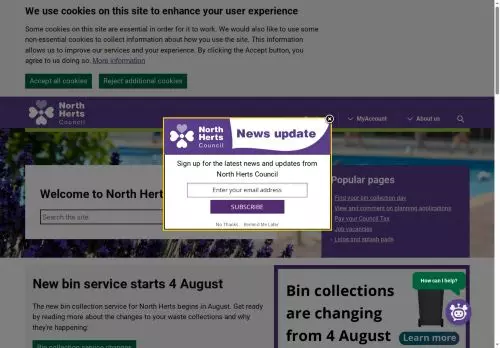 We use cookies on this site to enhance your user experience
Some cookies on this site are essential in order for it to work. We would also like to use some
non-essential cookies to collect information about how you use the site. This information
allows us to improve our services and your experience. By clicking the Accept button, you
agree to us doing so. More information
Accept all cookies
Reject additional cookies
North
Herts
Council
MyAccount
About us
North
Herts
Council
News update
Sign up for the latest news and updates from
North Herts Council
Enter your email address
SUBSCRIBE
No Thanks
Remind Me Later
Welcome to North Herts
Search the site
Popular pages
Find your bin collection day
View and comment on planning applications
Pay your Council Tax
Job vacancies
Lidos and splash pads
New bin service starts 4 August
The new bin collection service for North Herts begins in August. Get ready
by reading more about the changes to your waste collections and why
they're happening:
Bin collection service changes
Bin collections
are changing
from 4 August
Learn more
How can I help?